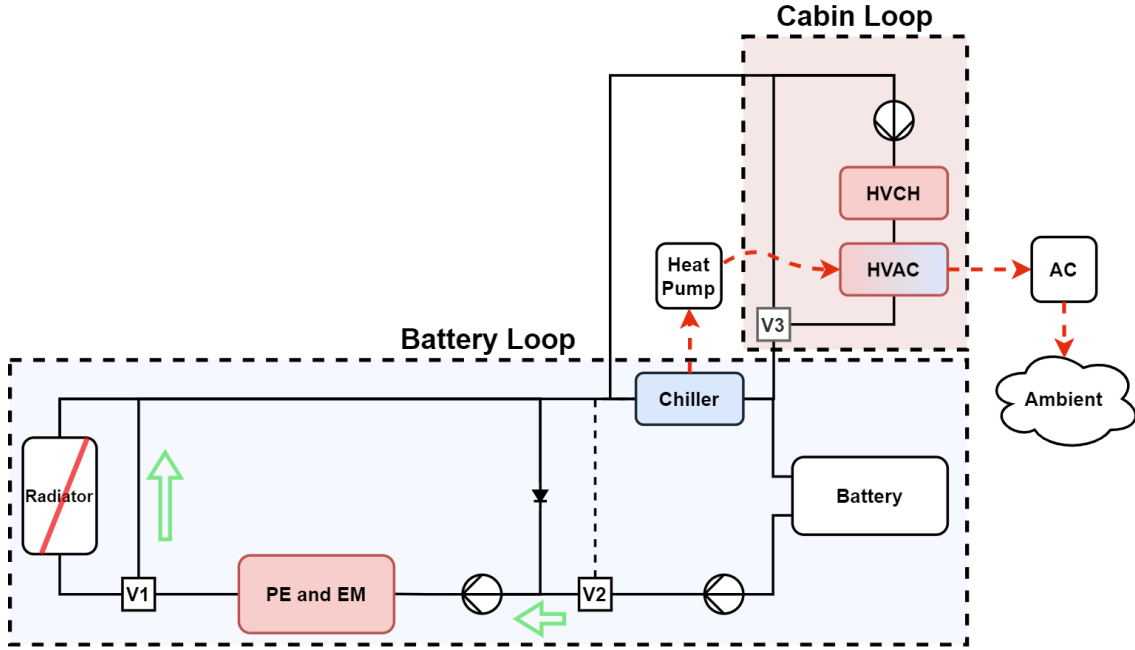 Cabin Loop
HVCH
Heat
Pump
HVAC
AC
V3
Battery Loop
Chiller
Ambient
Radiator
Battery
V1
PE and EM
V2